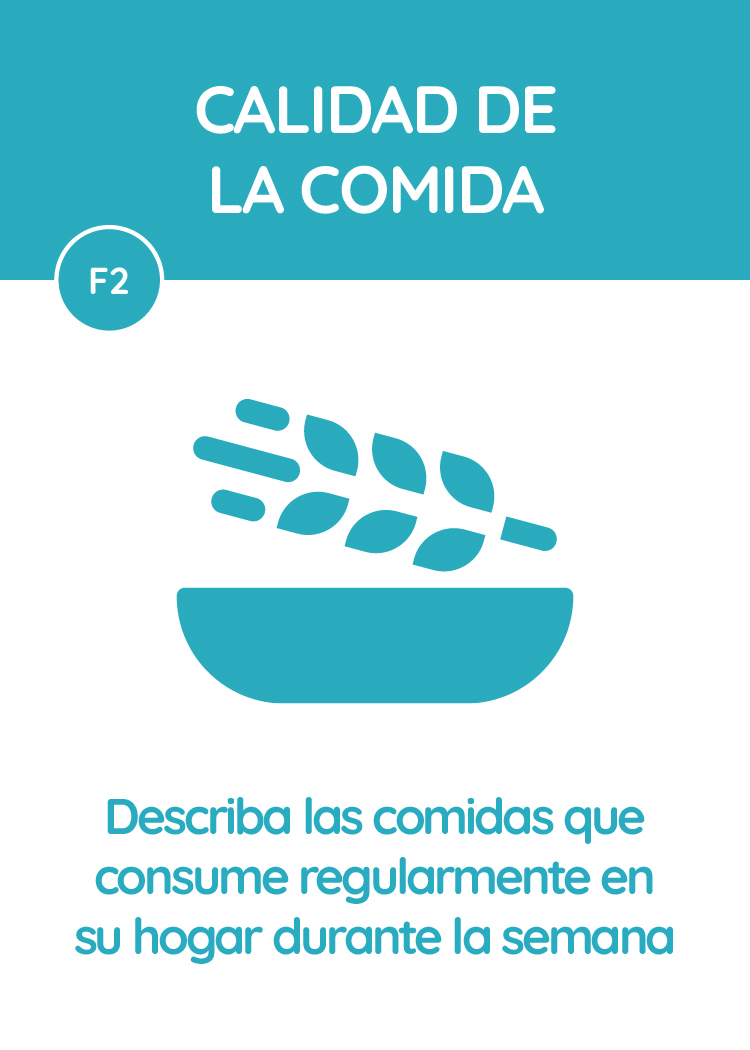 CALIDAD DE
LA COMIDA
F2
Describa las comidas que
consume regularmente en
su hogar durante la semana